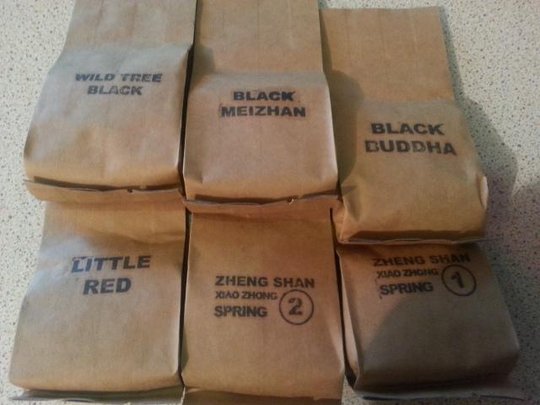 WILD TREE
BLACK
BLACK
MEIZHAN
BLACK
BUDDHA
LITTLE
RED
ZHENG SHAN
XIAO ZHONG
SPRING 2
ZHENG SHAN
XIAO ZHONG
SPRING 1